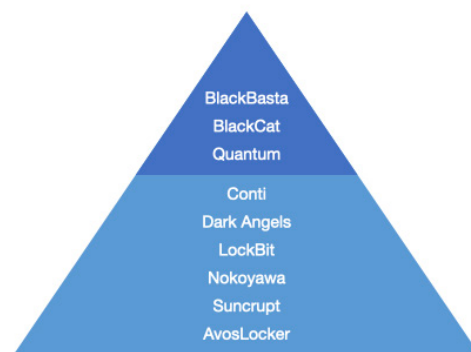 BlackBasta
BlackCat
Quantum
Conti
Dark Angels
LockBit
Nokoyawa
Suncrupt
AvosLocker